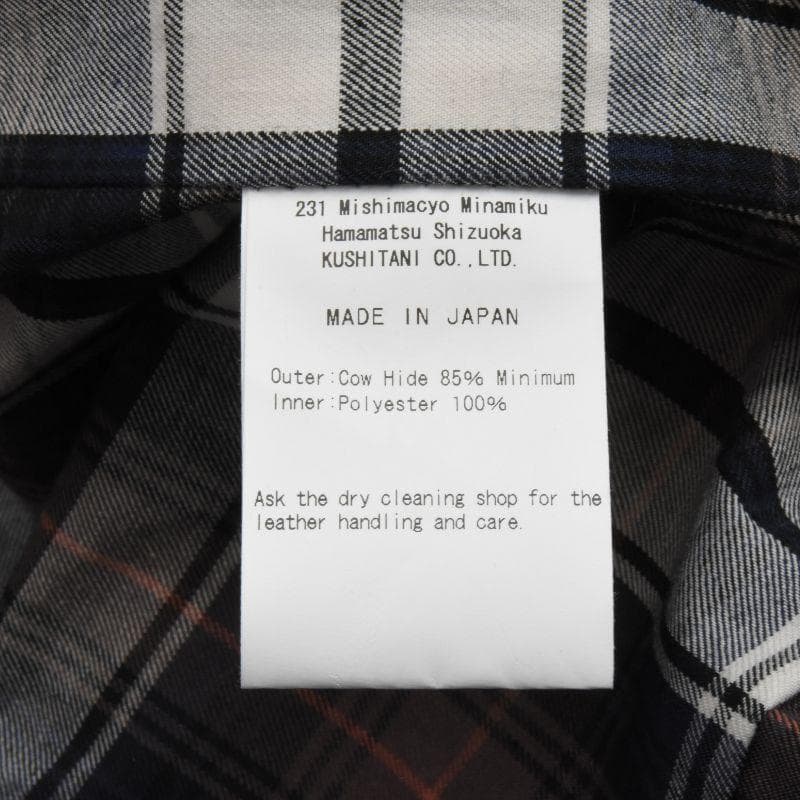 231 Mishimacyo Minamiku
Hamamatsu Shizuoka
KUSHITANI CO.,LTD.
MADE IN JAPAN
Outer:Cow Hide 85% Minimum
Inner:Polyester 100%
Ask the dry cleaning shop for the
leather handling and care.